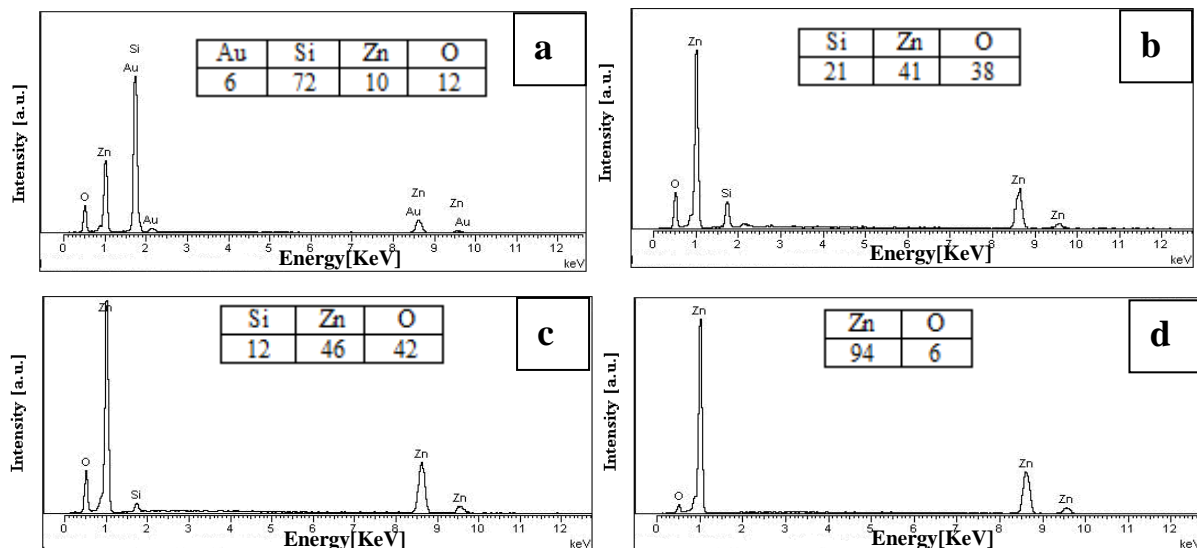 a
Au Si Zn O
6 72 10 12
Si
Au
Zn
O
Au
Zn
Au
Zn
Au
Intensity [a.u.]
0 1 2 3 4 5 6 7 8 9 10 11 12
Energy[KeV]
keV
b
Si Zn O
21 41 38
Zn
O
Si
Zn
Zn
Intensity [a.u.]
0 1 2 3 4 5 6 7 8 9 10 11 12
Energy[KeV]
keV
c
Si Zn O
12 46 42
Zn
O
Si
Zn
Zn
Intensity [a.u.]
0 1 2 3 4 5 6 7 8 9 10 11 12
Energy[KeV]
keV
d
Zn O
94 6
Zn
O
Zn
Zn
Intensity [a.u.]
0 1 2 3 4 5 6 7 8 9 10 11 12
Energy[KeV]
keV